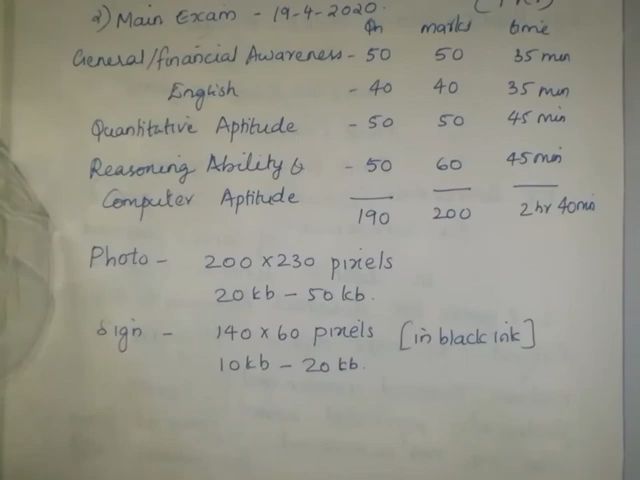 2) Main Exam - 19-4-2020.
Qn marks time
General/financial Awareness - 50 50 35 min
English - 40 40 35 min
Quantitative Aptitude - 50 50 45 min
Reasoning Ability & - 50 60 45 min
Computer Aptitude
190 200 2 hr 40 min
Photo - 200 x 230 pixels
20 kb - 50 kb.
Sign - 140 x 60 pixels [in black ink]
10 kb - 20 kb.